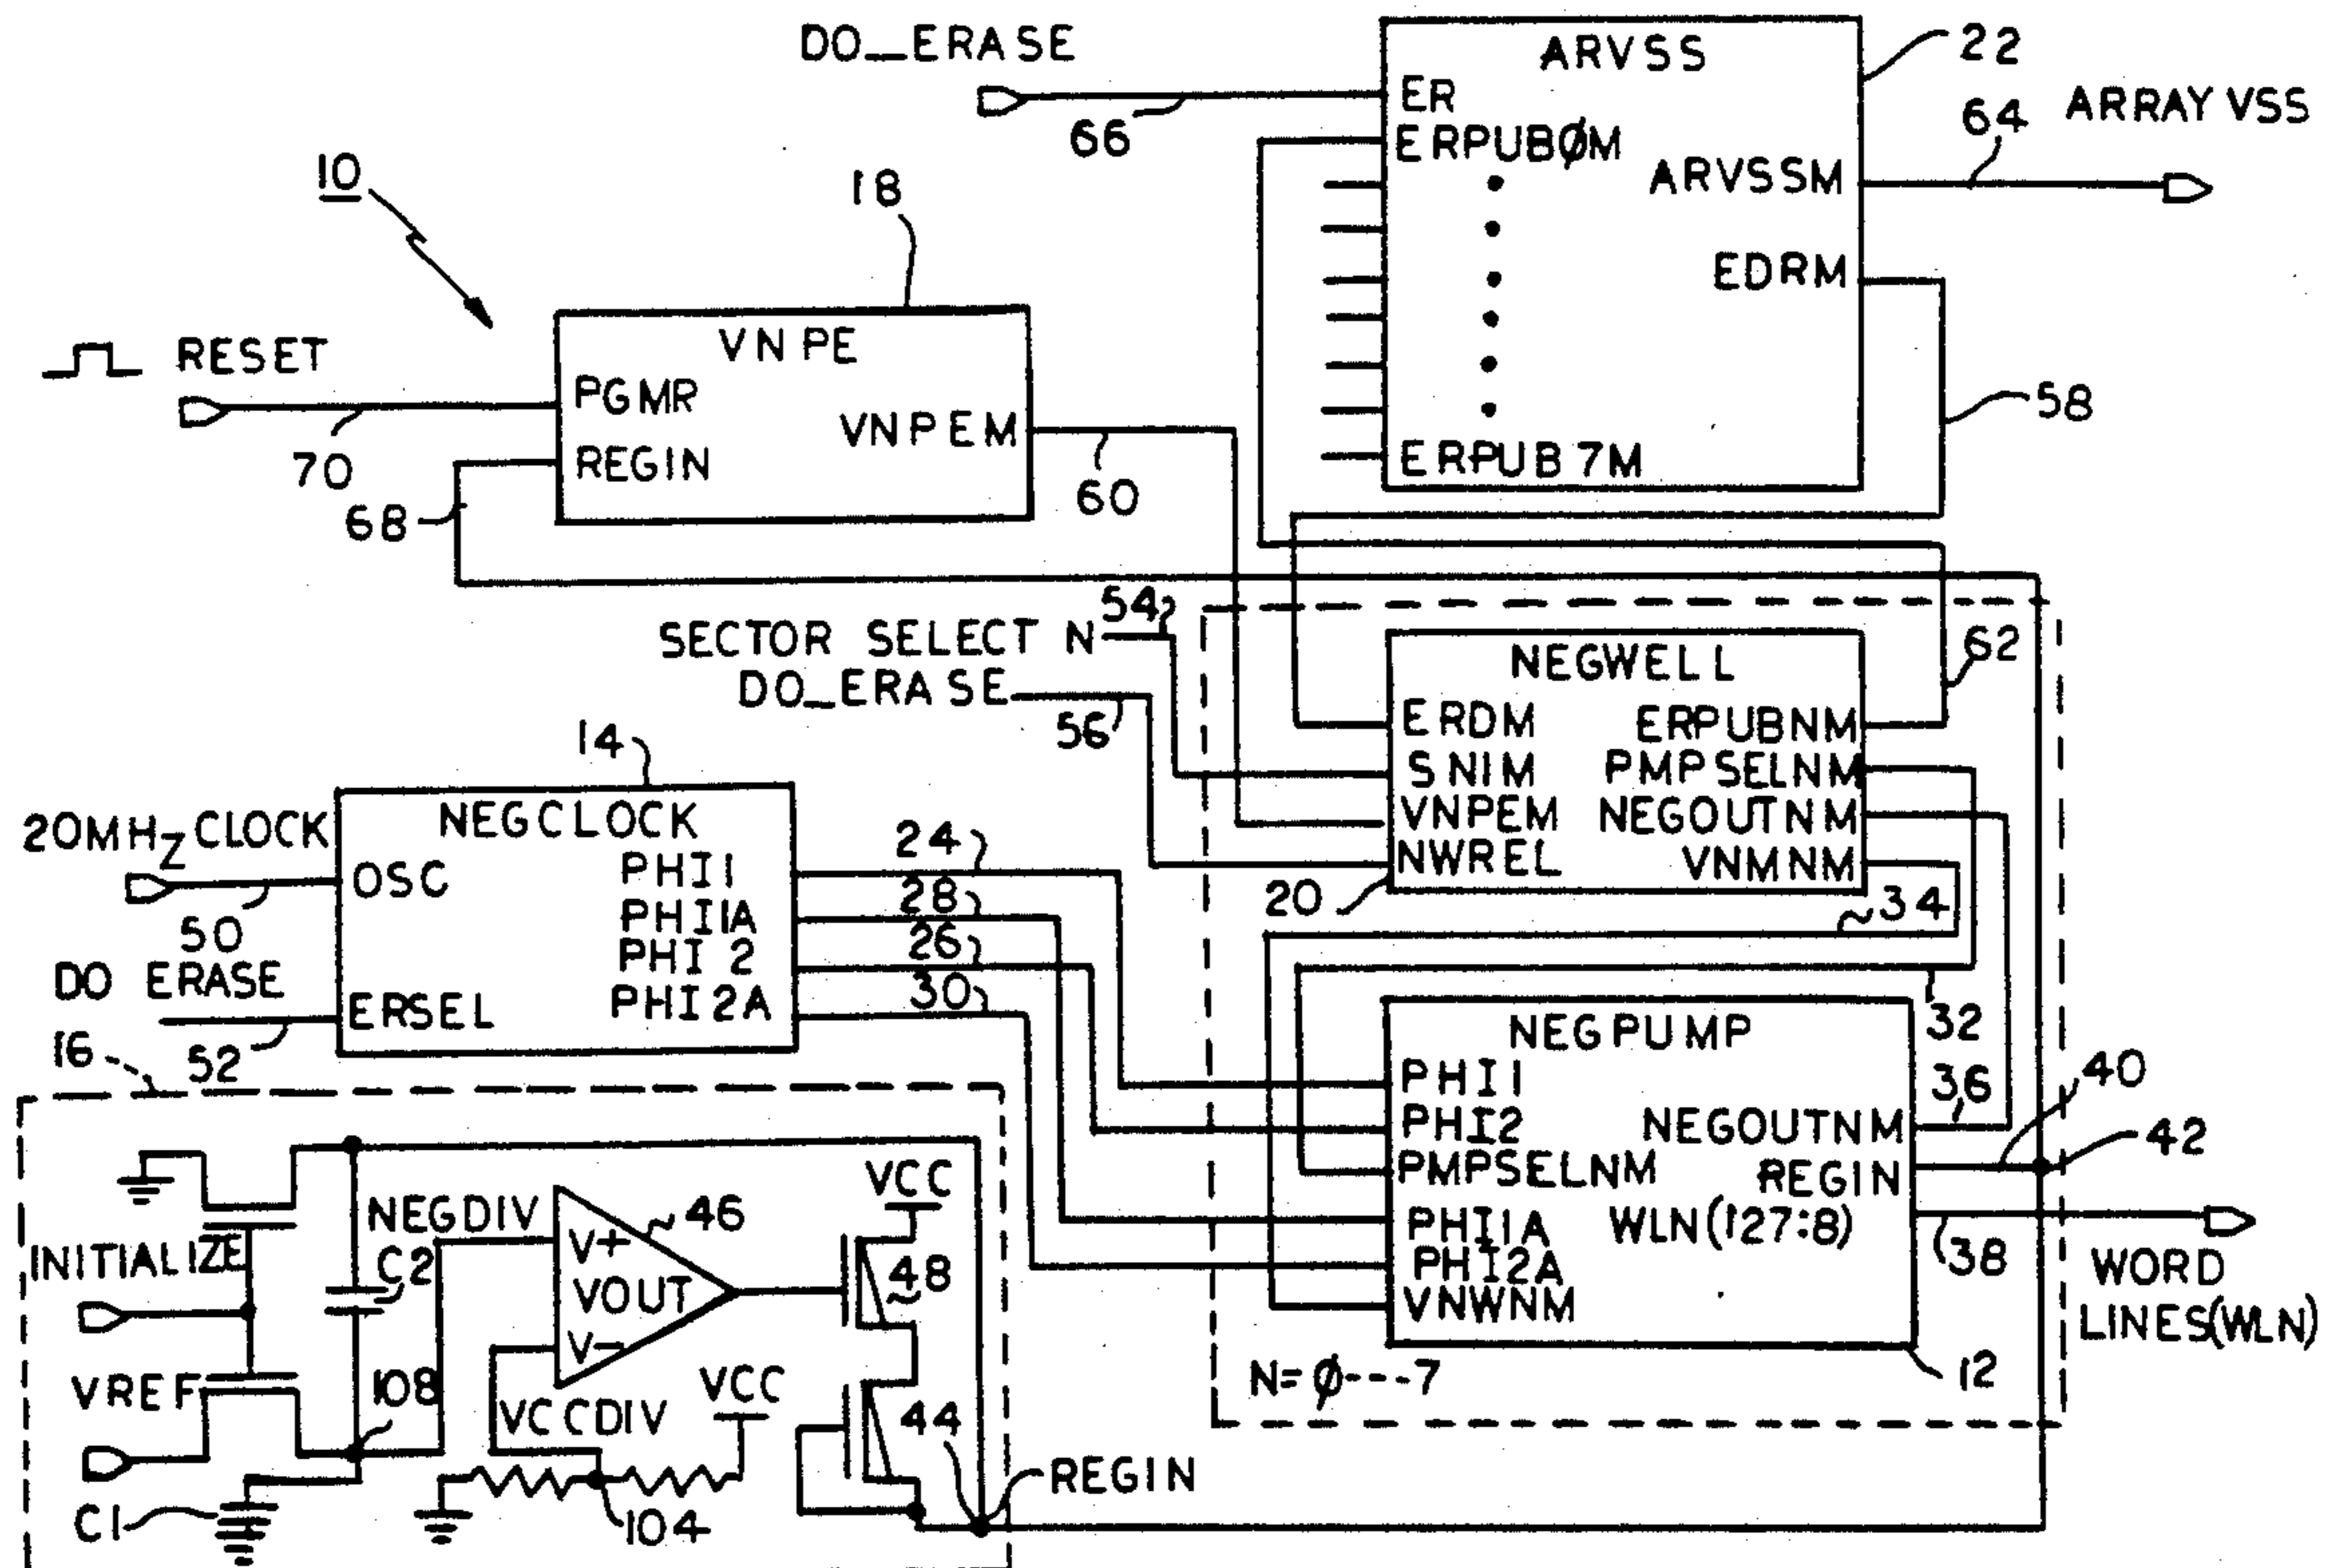 DO_ERASE
ARVSS
22
ER
66
64
ARRAY VSS
ERPUBØM
ARVSSM
10
18
EDRM
RESET
VNPE
PGMR
VNPEM
58
70
REGIN
ERPUB7M
68
60
54
SECTOR SELECT N
NEGWELL
62
DO_ERASE
56
ERDM
ERPUBNM
14
SNIM
PMPSELNM
20MHZ CLOCK
NEGCLOCK
24
VNPEM
NEGOUTNM
OSC
PHI1
NWREL
VNMNM
28
20
34
50
PHI1A
26
DO ERASE
PHI2
30
ERSEL
PHI2A
NEGPUMP
32
16
52
PHI1
40
36
PHI2
NEGOUTNM
42
VCC
PMPSELNM
REGIN
NEGDIV
46
PHI1A
WLN(127:8)
INITIALIZE
V+
C2
48
PHI2A
38
WORD
LINES(WLN)
VOUT
VNWNM
V-
VREF
108
VCC
N=Ø---7
12
VCCDIV
44
REGIN
C1
104